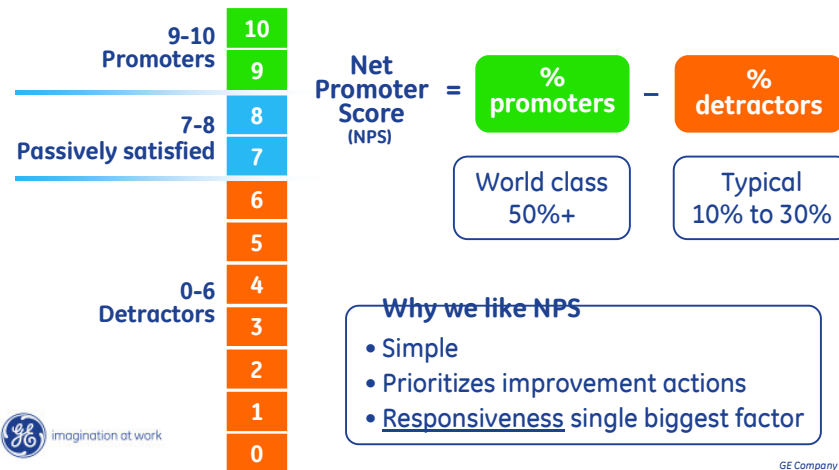 9-10
Promoters
7-8
Passively satisfied
0-6
Detractors
10
9
8
7
6
5
4
3
2
1
0
Net
Promoter
Score
(NPS)
=
%
promoters
–
%
detractors
World class
50%+
Typical
10% to 30%
Why we like NPS
• Simple
• Prioritizes improvement actions
• Responsiveness single biggest factor
GE
imagination at work
GE Company